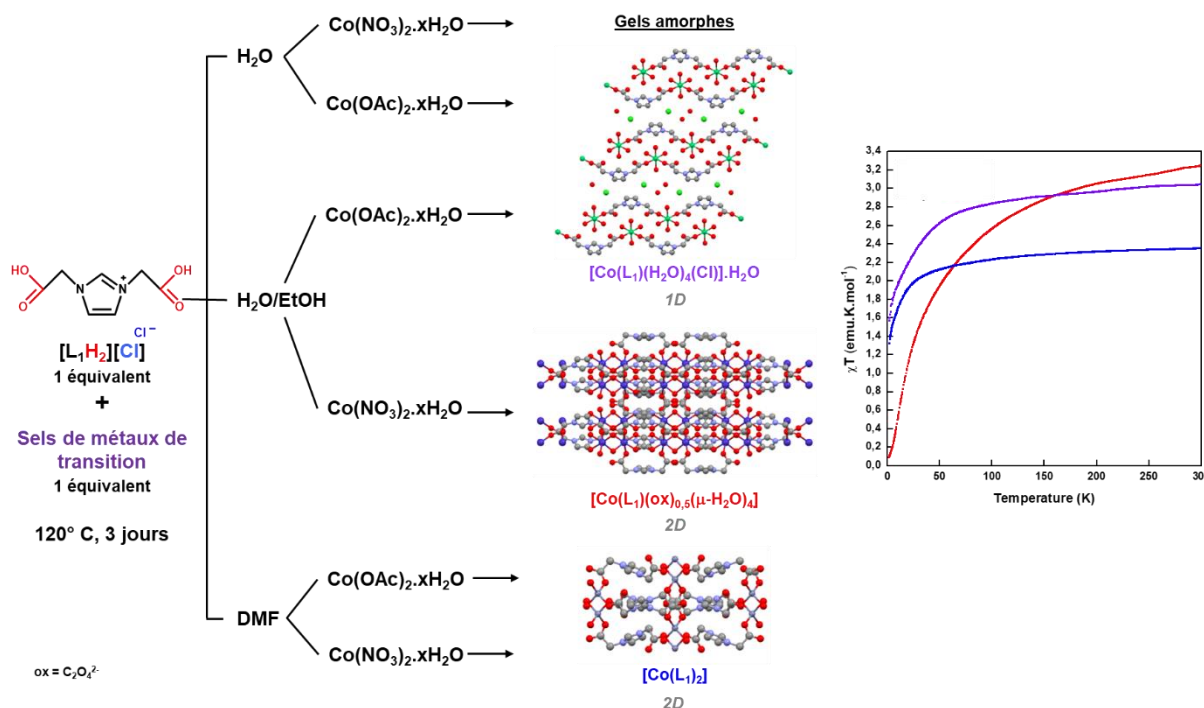 Co(NO₃)₂.xH₂O
Gels amorphes
H₂O
Co(OAc)₂.xH₂O
HO
O
N
N
+
OH
O
Cl⁻
[L₁H₂][Cl]
1 équivalent
+
Sels de métaux de
transition
1 équivalent
120° C, 3 jours
H₂O/EtOH
Co(OAc)₂.xH₂O
[Co(L₁)(H₂O)₄(Cl)].H₂O
1D
Co(NO₃)₂.xH₂O
[Co(L₁)(ox)₀,₅(μ-H₂O)₄]
2D
DMF
Co(OAc)₂.xH₂O
Co(NO₃)₂.xH₂O
[Co(L₁)₂]
2D
ox = C₂O₄²⁻
χT (emu.K.mol⁻¹)
3,4
3,2
3,0
2,8
2,6
2,4
2,2
2,0
1,8
1,6
1,4
1,2
1,0
0,8
0,6
0,4
0,2
0,0
0 50 100 150 200 250 300
Temperature (K)